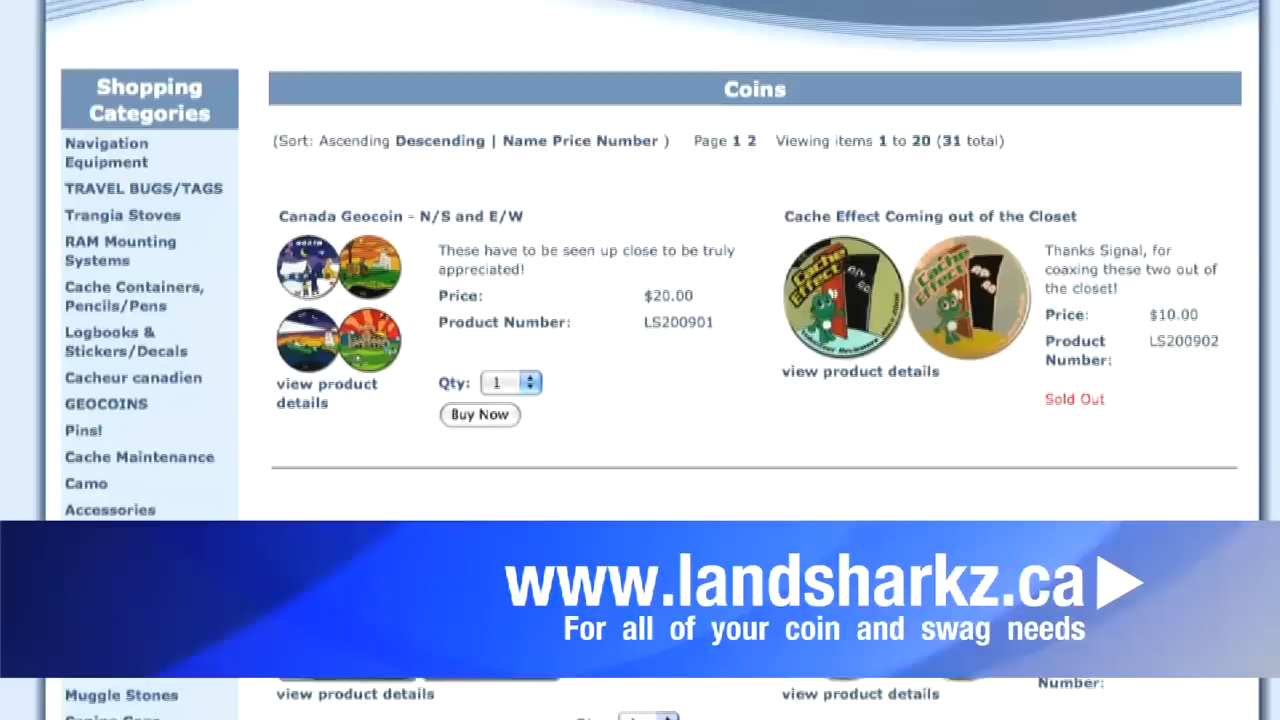 Shopping
Categories
Navigation
Equipment
TRAVEL BUGS/TAGS
Trangia Stoves
RAM Mounting
Systems
Cache Containers,
Pencils/Pens
Logbooks &
Stickers/Decals
Cacheur canadien
GEOCOINS
Pins!
Cache Maintenance
Camo
Accessories
Muggle Stones
Coins
(Sort: Ascending Descending | Name Price Number ) Page 1 2 Viewing items 1 to 20 (31 total)
Canada Geocoin - N/S and E/W
NORTH
These have to be seen up close to be truly
appreciated!
Price: $20.00
Product Number: LS200901
view product
details
Qty: 1
Buy Now
Cache Effect Coming out of the Closet
Cache
Effect
Cache
Effect
Thanks Signal, for
coaxing these two out of
the closet!
Price: $10.00
Product
Number: LS200902
view product details
Sold Out
www.landsharkz.ca
For all of your coin and swag needs
view product details
view product details
Number: